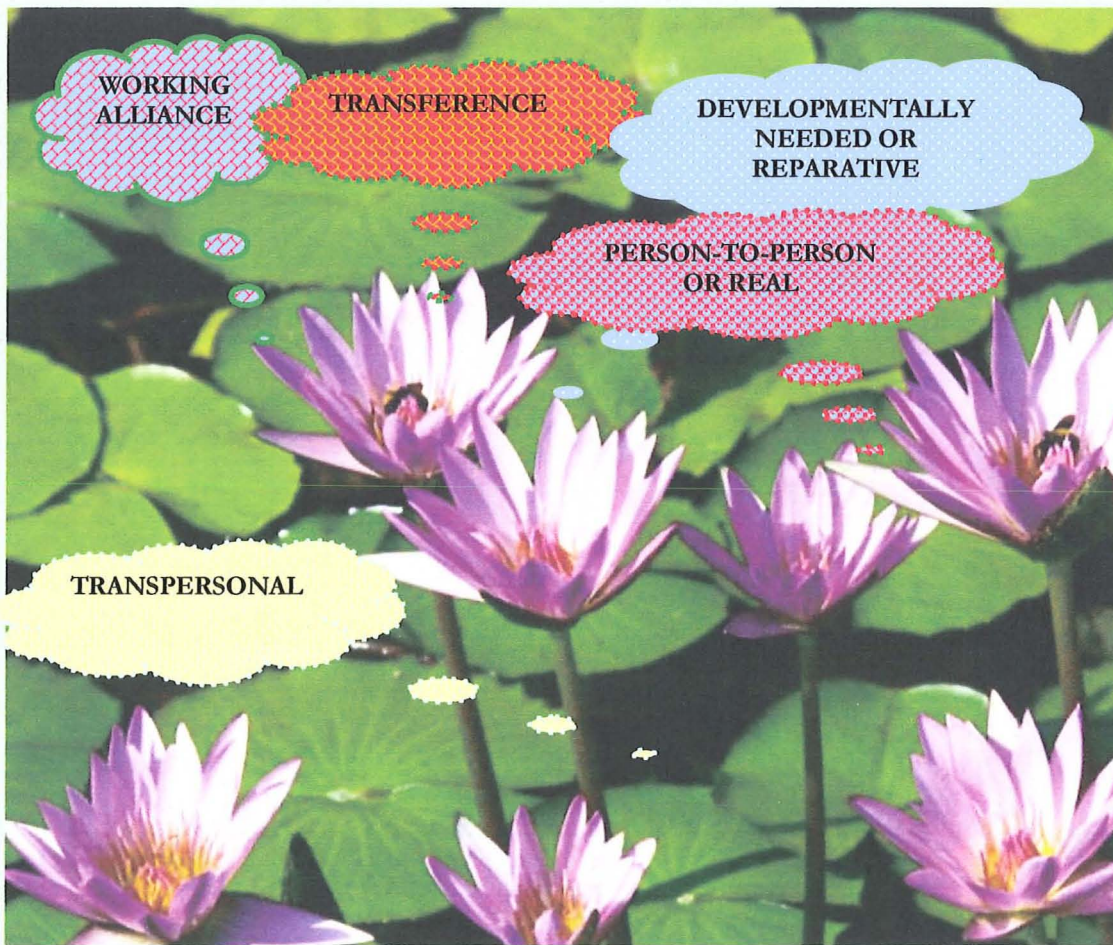 WORKING
ALLIANCE
TRANSFERENCE
DEVELOPMENTALLY
NEEDED OR
REPARATIVE
PERSON-TO-PERSON
OR REAL
TRANSPERSONAL